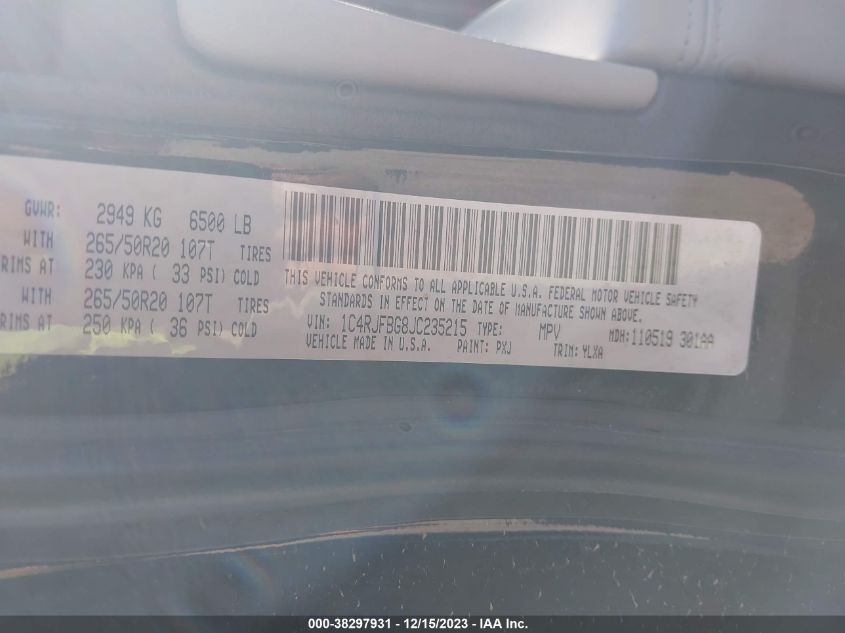 GVWR: 2949 KG 6500 LB
WITH 265/50R20 107T TIRES
RIMS AT 230 KPA ( 33 PSI) COLD
WITH 265/50R20 107T TIRES
RIMS AT 250 KPA ( 36 PSI) COLD
THIS VEHICLE CONFORMS TO ALL APPLICABLE U.S.A. FEDERAL MOTOR VEHICLE SAFETY
STANDARDS IN EFFECT ON THE DATE OF MANUFACTURE SHOWN ABOVE.
VIN: 1C4RJFBG8JC235215 TYPE: MPV MDH:110519 301AA
VEHICLE MADE IN U.S.A. PAINT: PXJ TRIM: YLXA
000-38297931 - 12/15/2023 - IAA Inc.